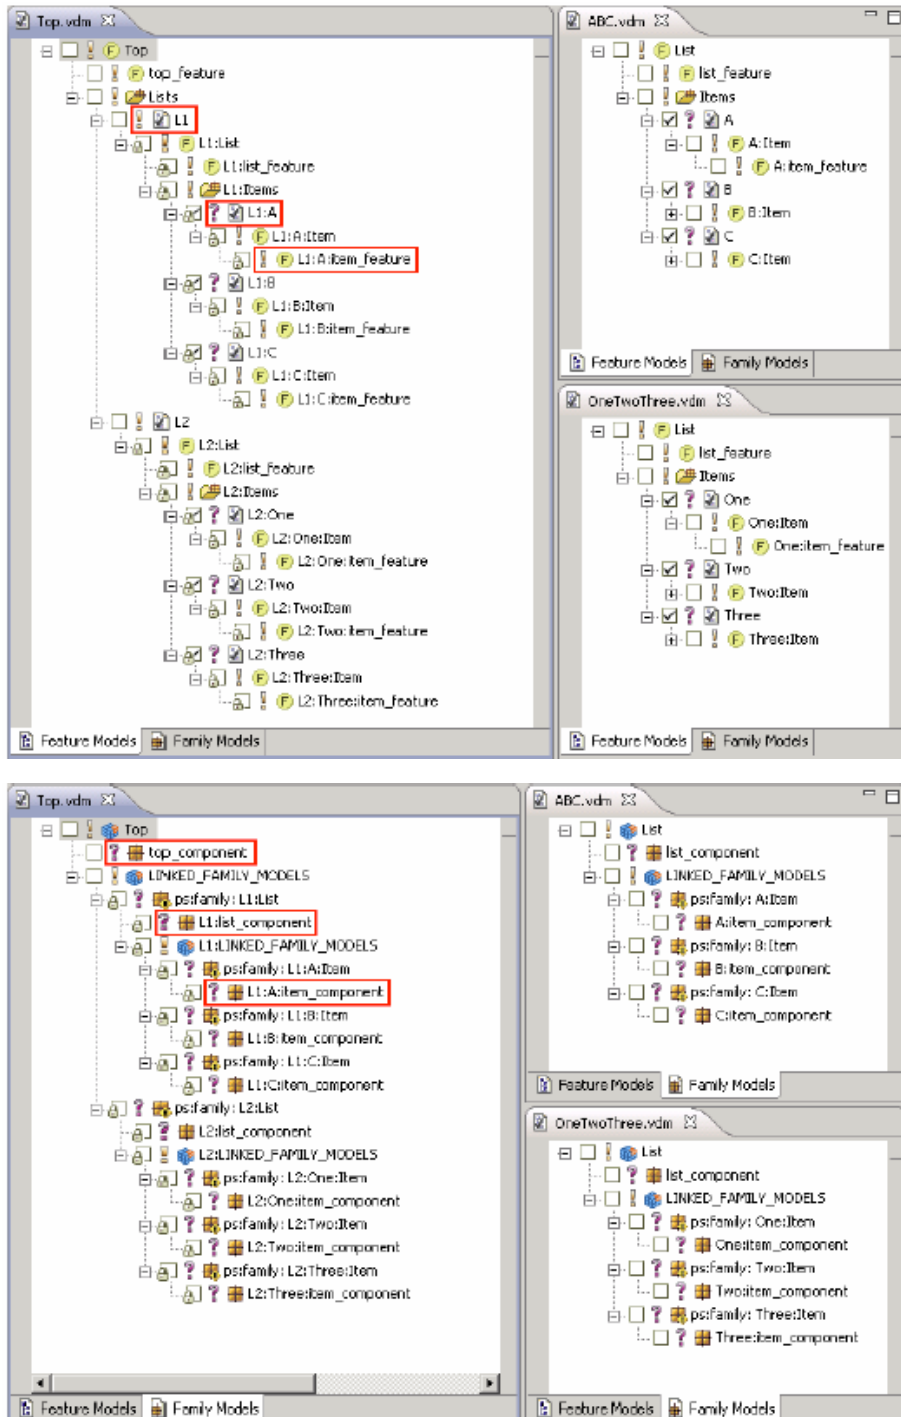 Top.vdm
Top
top_feature
Lists
L1
L1:List
L1:list_feature
L1:Items
L1:A
L1:A:Item
L1:A:item_feature
L1:B
L1:B:Item
L1:B:item_feature
L1:C
L1:C:Item
L1:C:item_feature
L2
L2:List
L2:list_feature
L2:Items
L2:One
L2:One:Item
L2:One:item_feature
L2:Two
L2:Two:Item
L2:Two:item_feature
L2:Three
L2:Three:Item
L2:Three:item_feature
Feature Models Family Models
ABC.vdm
List
list_feature
Items
A
A:Item
A:item_feature
B
B:Item
C
C:Item
Feature Models Family Models
OneTwoThree.vdm
List
list_feature
Items
One
One:Item
One:item_feature
Two
Two:Item
Three
Three:Item
Feature Models Family Models
Top.vdm
Top
top_component
LINKED_FAMILY_MODELS
ps:family: L1:List
L1:list_component
L1:LINKED_FAMILY_MODELS
ps:family: L1:A:Item
L1:A:item_component
ps:family: L1:B:Item
L1:B:item_component
ps:family: L1:C:Item
L1:C:item_component
ps:family: L2:List
L2:list_component
L2:LINKED_FAMILY_MODELS
ps:family: L2:One:Item
L2:One:item_component
ps:family: L2:Two:Item
L2:Two:item_component
ps:family: L2:Three:Item
L2:Three:item_component
Feature Models Family Models
ABC.vdm
List
list_component
LINKED_FAMILY_MODELS
ps:family: A:Item
A:item_component
ps:family: B:Item
B:item_component
ps:family: C:Item
C:item_component
Feature Models Family Models
OneTwoThree.vdm
List
list_component
LINKED_FAMILY_MODELS
ps:family: One:Item
One:item_component
ps:family: Two:Item
Two:item_component
ps:family: Three:Item
Three:item_component
Feature Models Family Models